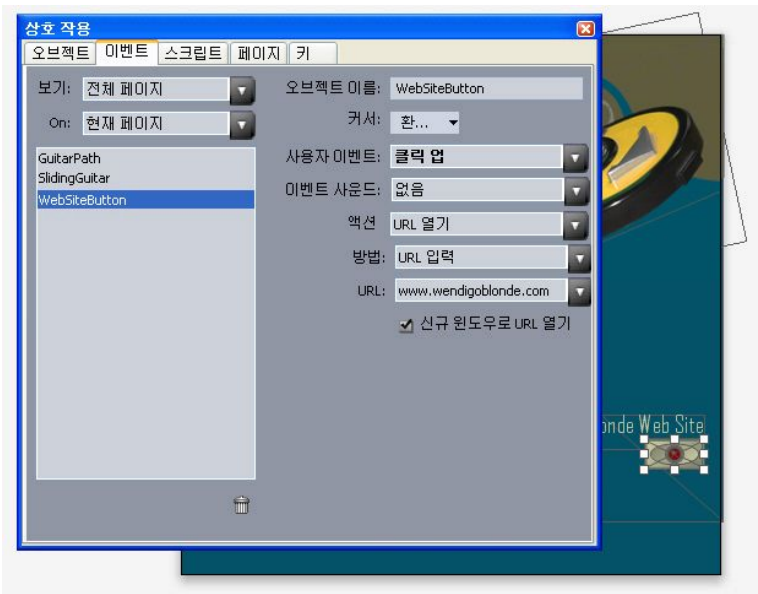 상호 작용
오브젝트 이벤트 스크립트 페이지 키
보기: 전체 페이지
On: 현재 페이지
GuitarPath
SlidingGuitar
WebSiteButton
오브젝트 이름: WebSiteButton
커서: 환...
사용자 이벤트: 클릭 업
이벤트 사운드: 없음
액션 URL 열기
방법: URL 입력
URL: www.wendigoblonde.com
신규 윈도우로 URL 열기
onde Web Site